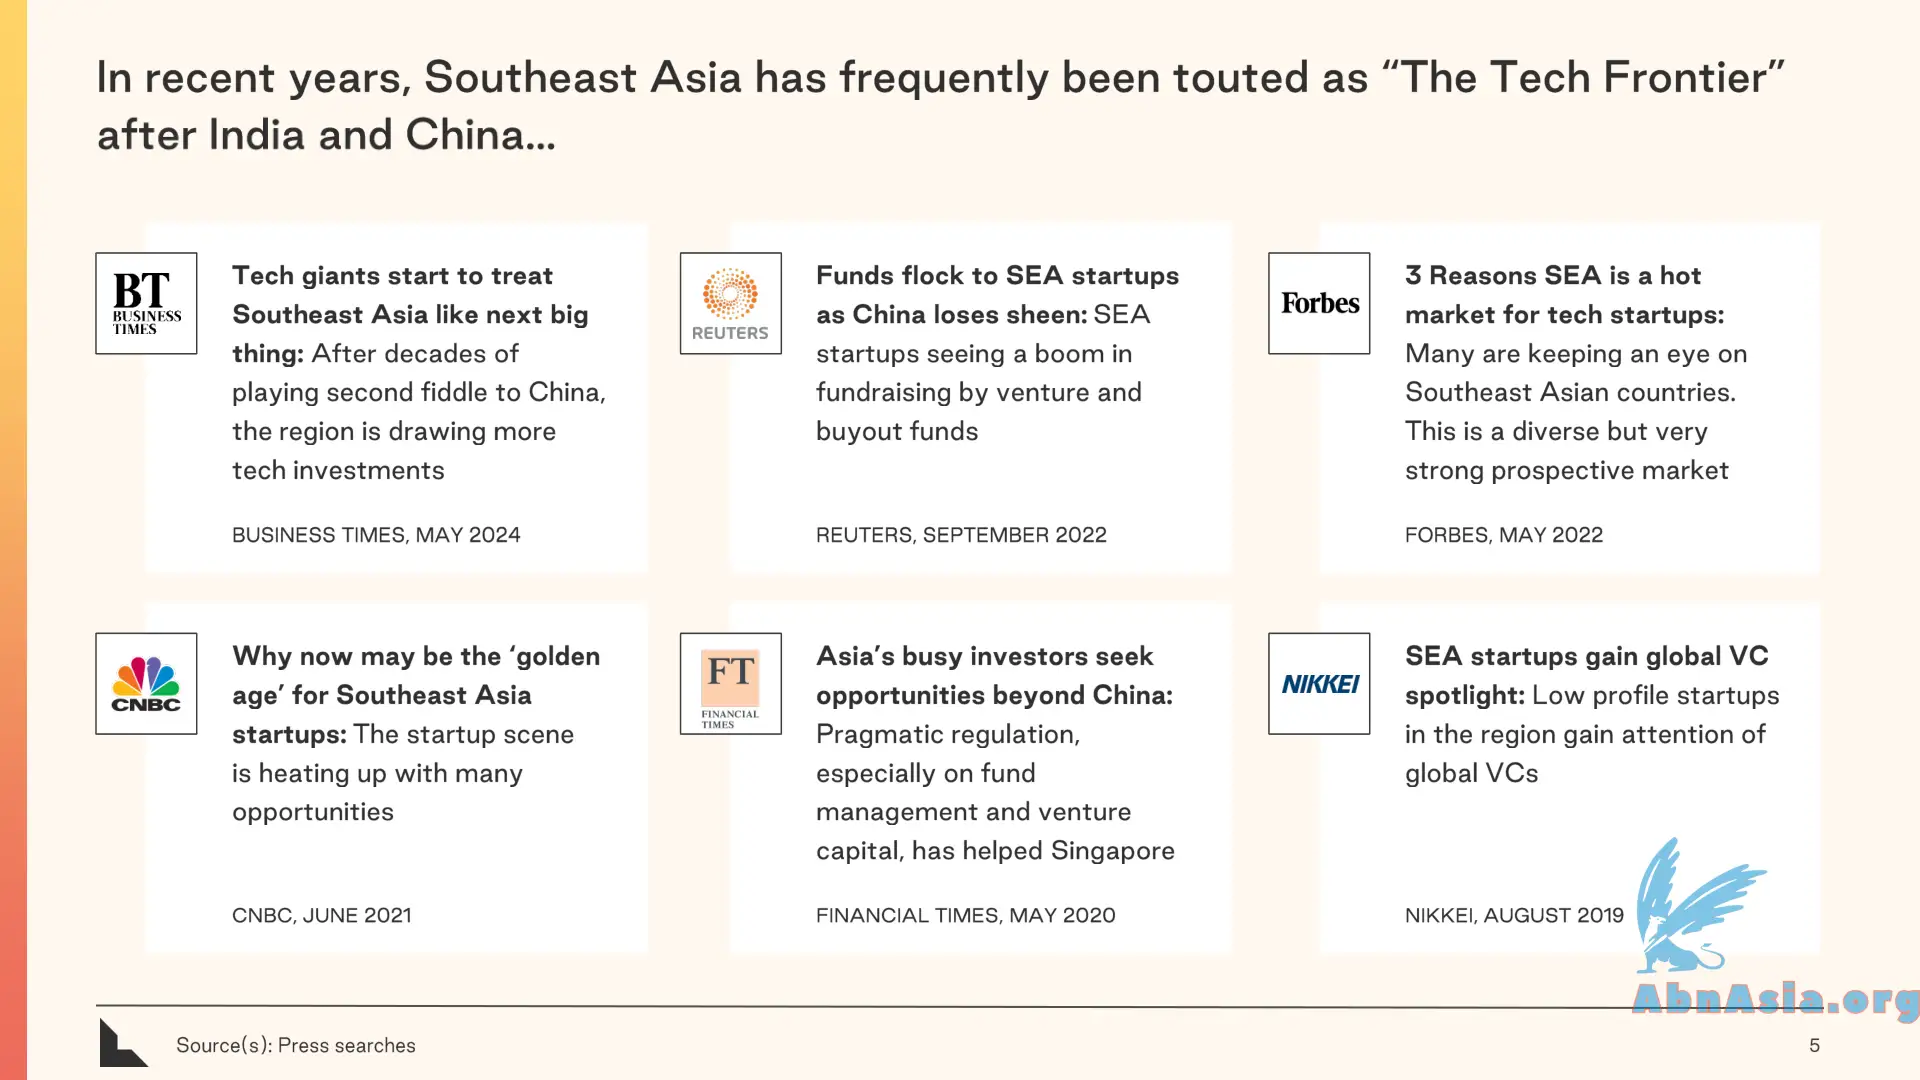 In recent years, Southeast Asia has frequently been touted as “The Tech Frontier”
after India and China...
BT
BUSINESS
TIMES
Tech giants start to treat
Southeast Asia like next big
thing: After decades of
playing second fiddle to China,
the region is drawing more
tech investments
BUSINESS TIMES, MAY 2024
REUTERS
Funds flock to SEA startups
as China loses sheen: SEA
startups seeing a boom in
fundraising by venture and
buyout funds
REUTERS, SEPTEMBER 2022
Forbes
3 Reasons SEA is a hot
market for tech startups:
Many are keeping an eye on
Southeast Asian countries.
This is a diverse but very
strong prospective market
FORBES, MAY 2022
CNBC
Why now may be the ‘golden
age’ for Southeast Asia
startups: The startup scene
is heating up with many
opportunities
CNBC, JUNE 2021
FT
FINANCIAL
TIMES
Asia’s busy investors seek
opportunities beyond China:
Pragmatic regulation,
especially on fund
management and venture
capital, has helped Singapore
FINANCIAL TIMES, MAY 2020
NIKKEI
SEA startups gain global VC
spotlight: Low profile startups
in the region gain attention of
global VCs
NIKKEI, AUGUST 2019
AbnAsia.org
Source(s): Press searches
5